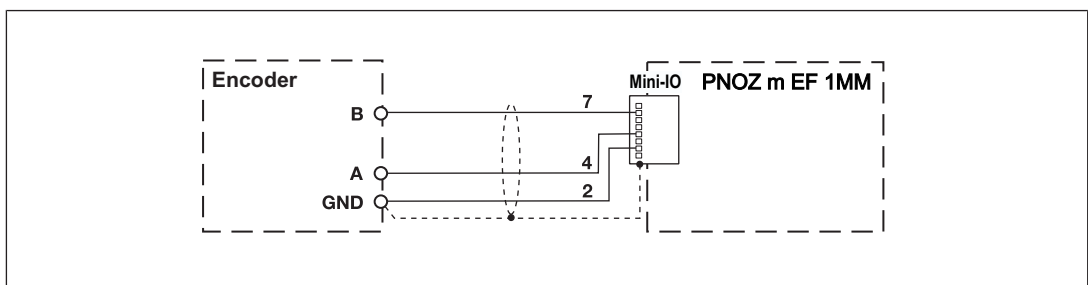 Encoder
Mini-IO
PNOZ m EF 1MM
B
7
A
4
GND
2